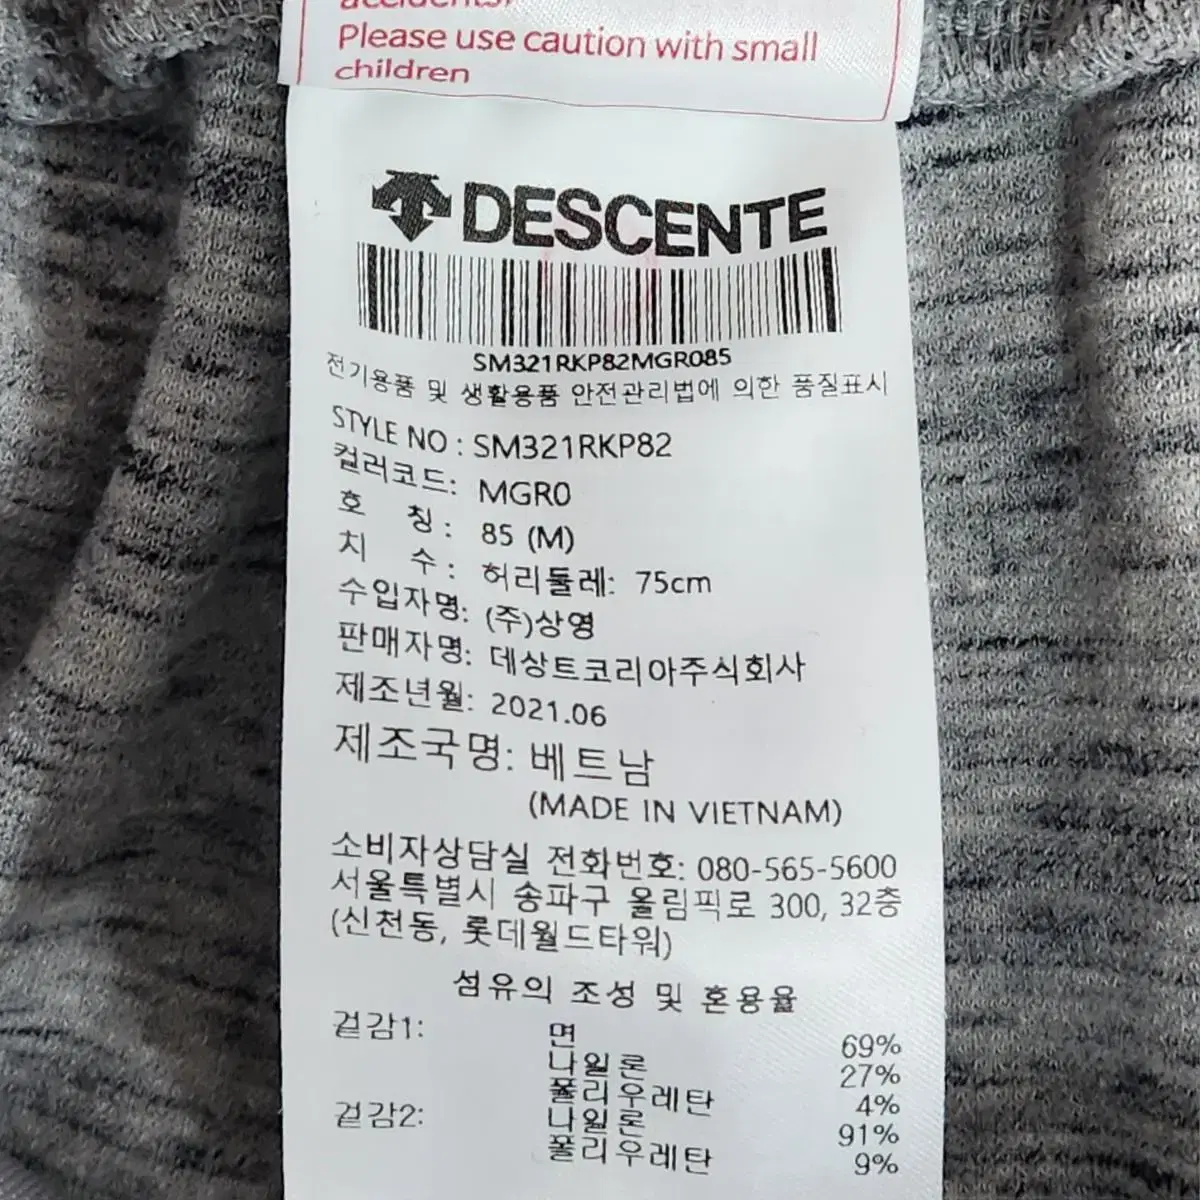 Please use caution with small
children
DESCENTE
SM321RKP82MGR085
전기용품 및 생활용품 안전관리법에 의한 품질표시
STYLE NO : SM321RKP82
컬러코드: MGR0
호 칭 : 85 (M)
치 수 : 허리둘레: 75cm
수입자명: (주)상영
판매자명: 데상트코리아주식회사
제조년월: 2021.06
제조국명: 베트남
(MADE IN VIETNAM)
소비자상담실 전화번호: 080-565-5600
서울특별시 송파구 올림픽로 300, 32층
(신천동, 롯데월드타워)
섬유의 조성 및 혼용율
겉감1: 면 69%
나일론 27%
폴리우레탄 4%
겉감2: 나일론 91%
폴리우레탄 9%